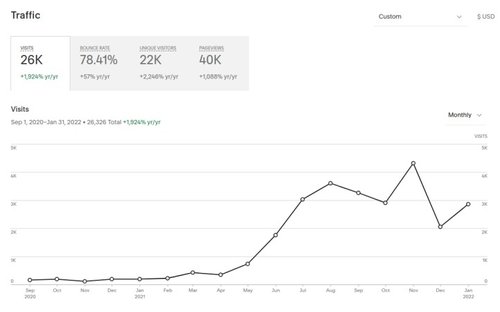 Traffic
Custom
$ USD
VISITS
26K
+1,924% yr/yr
BOUNCE RATE
78.41%
+57% yr/yr
UNIQUE VISITORS
22K
+2,246% yr/yr
PAGEVIEWS
40K
+1,088% yr/yr
Visits
Sep 1, 2020–Jan 31, 2022 • 26,326 Total +1,924% yr/yr
Monthly
VISITS
5K 5K
4K 4K
3K 3K
2K 2K
1K 1K
0 0
Sep Oct Nov Dec Jan Feb Mar Apr May Jun Jul Aug Sep Oct Nov Dec Jan
2020 2021 2022